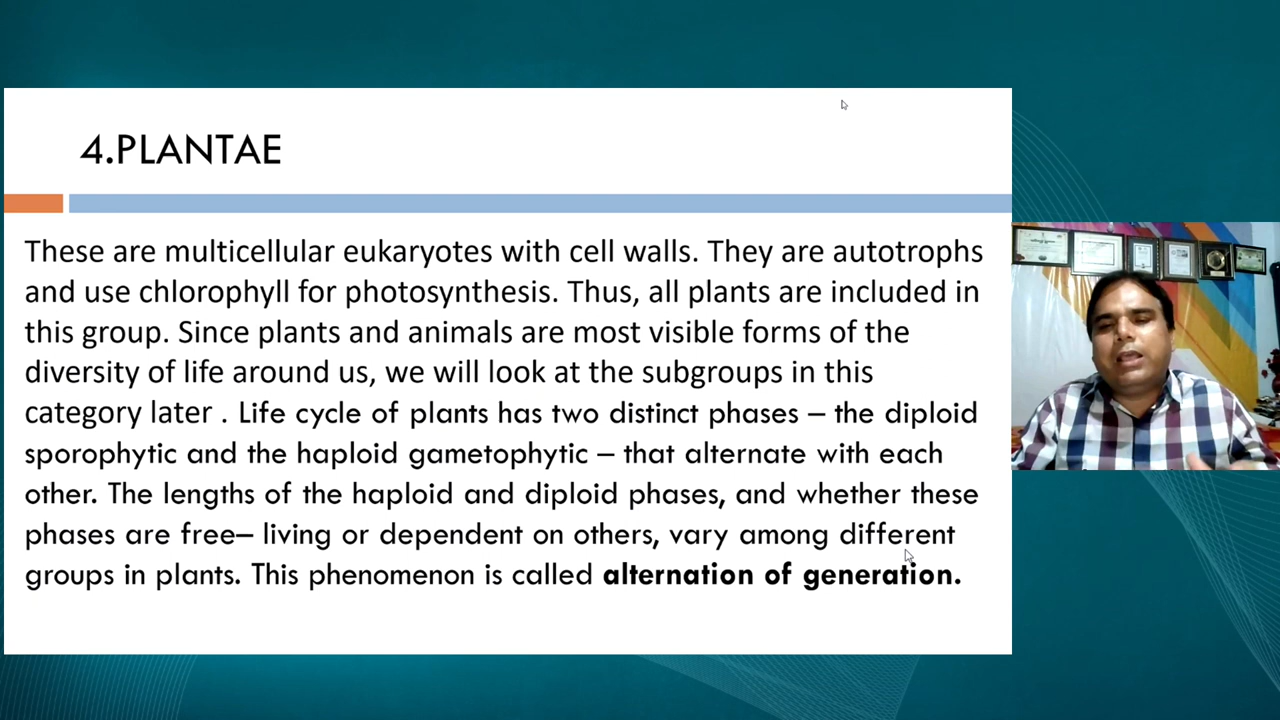 4.PLANTAE
These are multicellular eukaryotes with cell walls. They are autotrophs
and use chlorophyll for photosynthesis. Thus, all plants are included in
this group. Since plants and animals are most visible forms of the
diversity of life around us, we will look at the subgroups in this
category later . Life cycle of plants has two distinct phases – the diploid
sporophytic and the haploid gametophytic – that alternate with each
other. The lengths of the haploid and diploid phases, and whether these
phases are free– living or dependent on others, vary among different
groups in plants. This phenomenon is called alternation of generation.